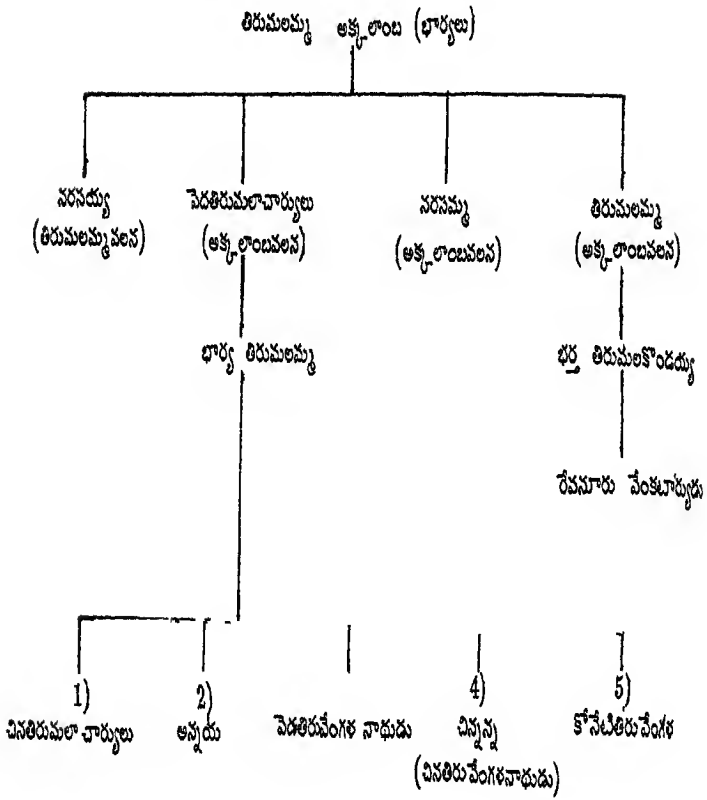 తిరుమలమ్మ అక్కలాంబ (భార్యలు)
నరసయ్య పెదతిరుమలాచార్యులు నరసమ్మ తిరుమలమ్మ
(తిరుమలమ్మవలన) (అక్కలాంబవలన) (అక్కలాంబవలన) (అక్కలాంబవలన)
భార్య తిరుమలమ్మ భర్త తిరుమలకొండయ్య
రేవనూరు వేంకటార్యుడు
1) 2) 4) 5)
చినతిరుమలాచార్యులు అన్నయ పెదతిరువేంగళ నాథుడు చిన్నన్న కోనేటితిరువేంగళ
(చినతిరువేంగళనాథుడు)